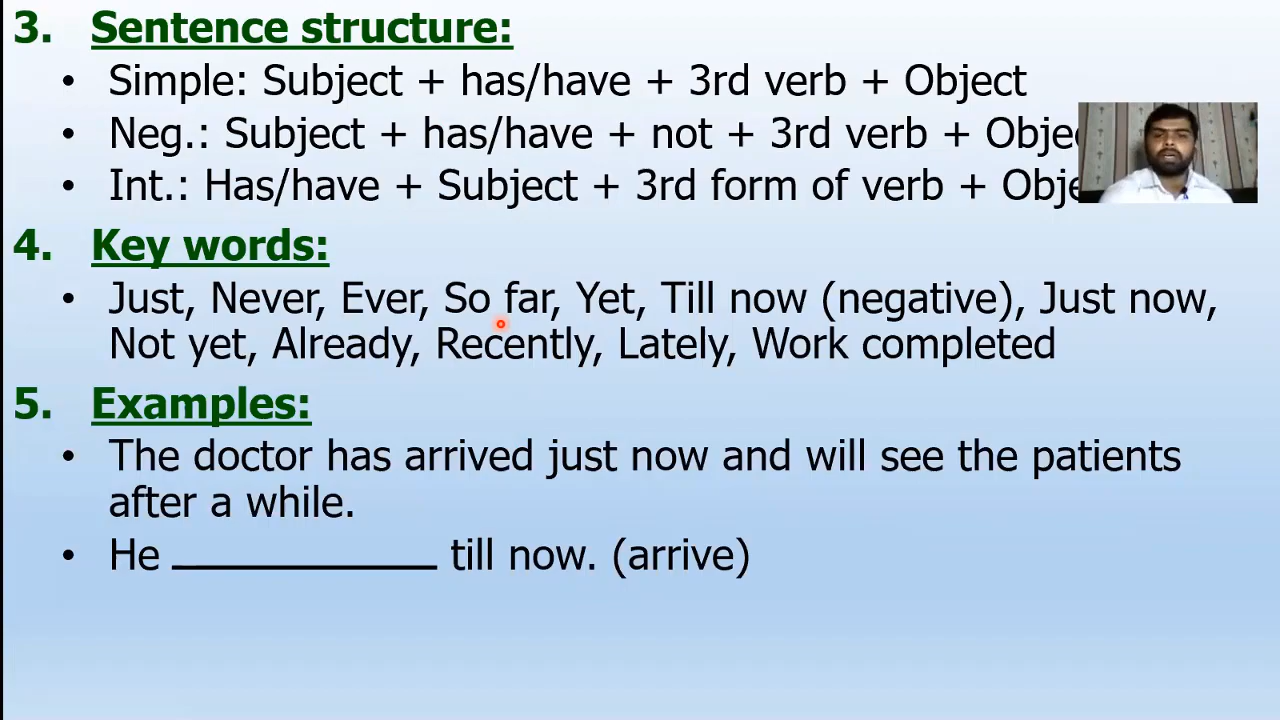 3. Sentence structure:
• Simple: Subject + has/have + 3rd verb + Object
• Neg.: Subject + has/have + not + 3rd verb + Objec
• Int.: Has/have + Subject + 3rd form of verb + Obje
4. Key words:
• Just, Never, Ever, So far, Yet, Till now (negative), Just now,
Not yet, Already, Recently, Lately, Work completed
5. Examples:
• The doctor has arrived just now and will see the patients
after a while.
• He ____________ till now. (arrive)